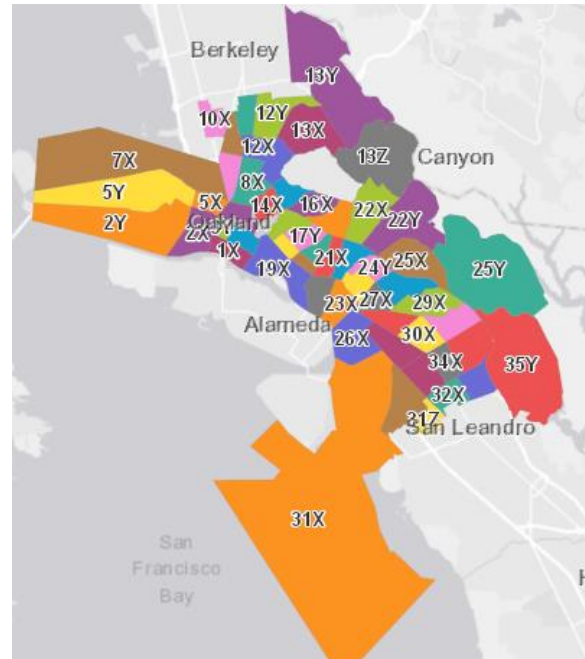 Berkeley
13Y
10X
12Y
13X
12X
7X
13Z
Canyon
8X
5Y
5X
14X
16X
22X
2Y
Oakland
22Y
2X
17Y
1X
21X
25X
19X
24Y
25Y
23X
27X
29X
Alameda
26X
30X
34X
35Y
32X
31Z
San Leandro
31X
San
Francisco
Bay
H